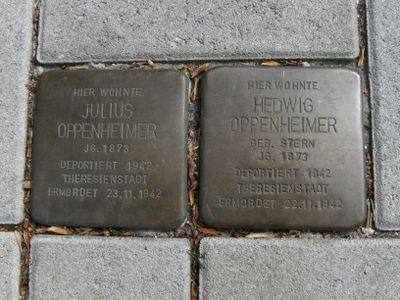 HIER WOHNTE
JULIUS
OPPENHEIMER
JG. 1873
DEPORTIERT 1942
THERESIENSTADT
ERMORDET 23.11.1942
HIER WOHNTE
HEDWIG
OPPENHEIMER
GEB. STERN
JG. 1873
DEPORTIERT 1942
THERESIENSTADT
ERMORDET 22.11.1942